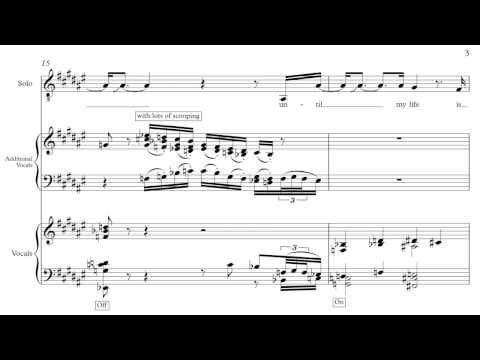 3
15
Solo
un - til my life is
with lots of scooping
Additional
Vocals
3
Vocals
3
Off
On